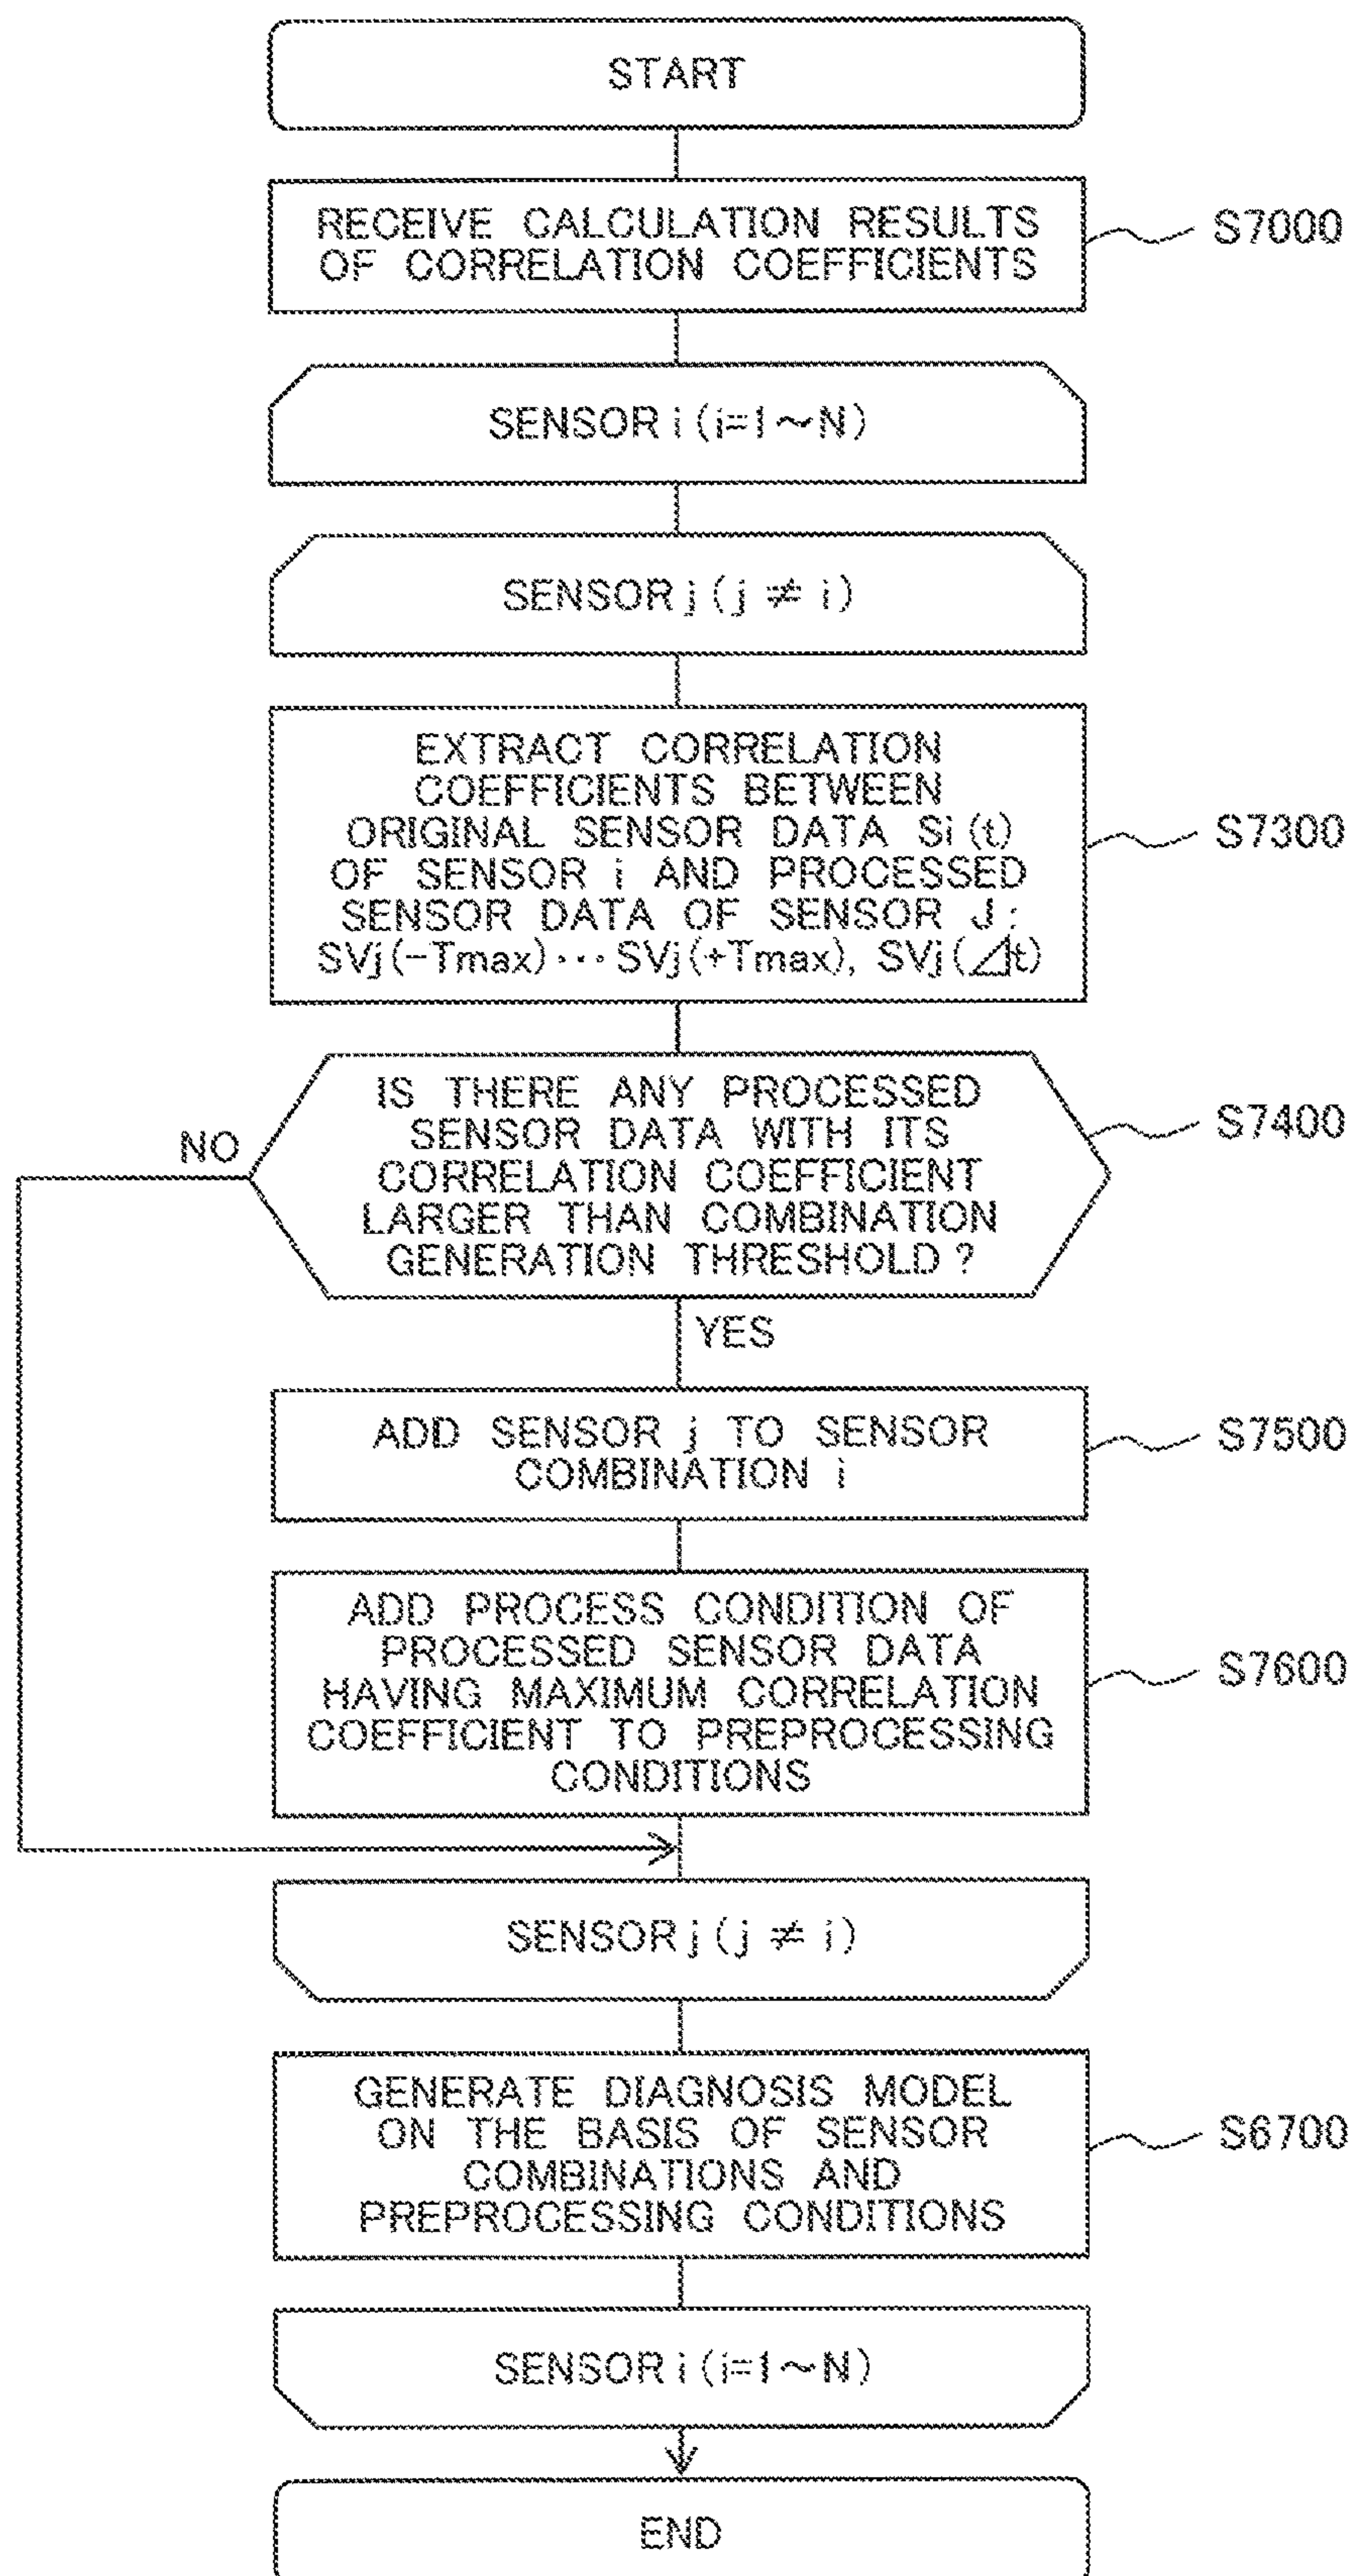 START
RECEIVE CALCULATION RESULTS
OF CORRELATION COEFFICIENTS
S7000
SENSOR i (i=1~N)
SENSOR j (j ≠ i)
EXTRACT CORRELATION
COEFFICIENTS BETWEEN
ORIGINAL SENSOR DATA Si (t)
OF SENSOR i AND PROCESSED
SENSOR DATA OF SENSOR J:
SVj (-Tmax) ··· SVj (+Tmax), SVj (⊿t)
S7300
IS THERE ANY PROCESSED
SENSOR DATA WITH ITS
CORRELATION COEFFICIENT
LARGER THAN COMBINATION
GENERATION THRESHOLD?
S7400
NO
YES
ADD SENSOR j TO SENSOR
COMBINATION i
S7500
ADD PROCESS CONDITION OF
PROCESSED SENSOR DATA
HAVING MAXIMUM CORRELATION
COEFFICIENT TO PREPROCESSING
CONDITIONS
S7600
SENSOR j (j ≠ i)
GENERATE DIAGNOSIS MODEL
ON THE BASIS OF SENSOR
COMBINATIONS AND
PREPROCESSING CONDITIONS
S6700
SENSOR i (i=1~N)
END